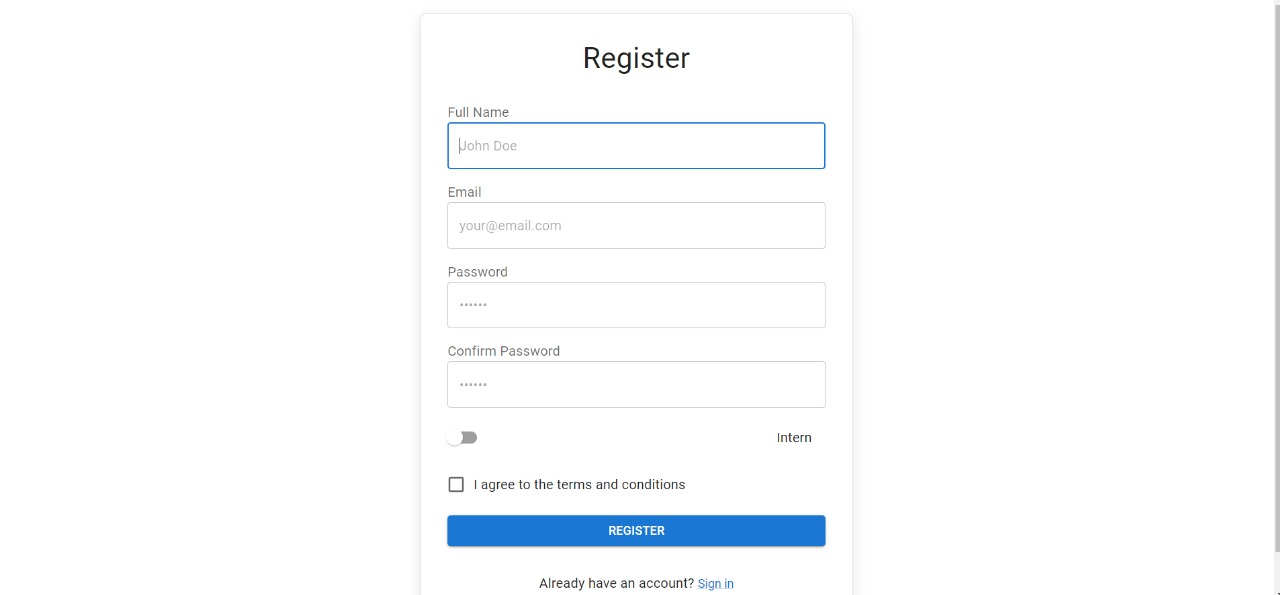 Register
Full Name
John Doe
Email
your@email.com
Password
••••••
Confirm Password
••••••
Intern
I agree to the terms and conditions
REGISTER
Already have an account? Sign in